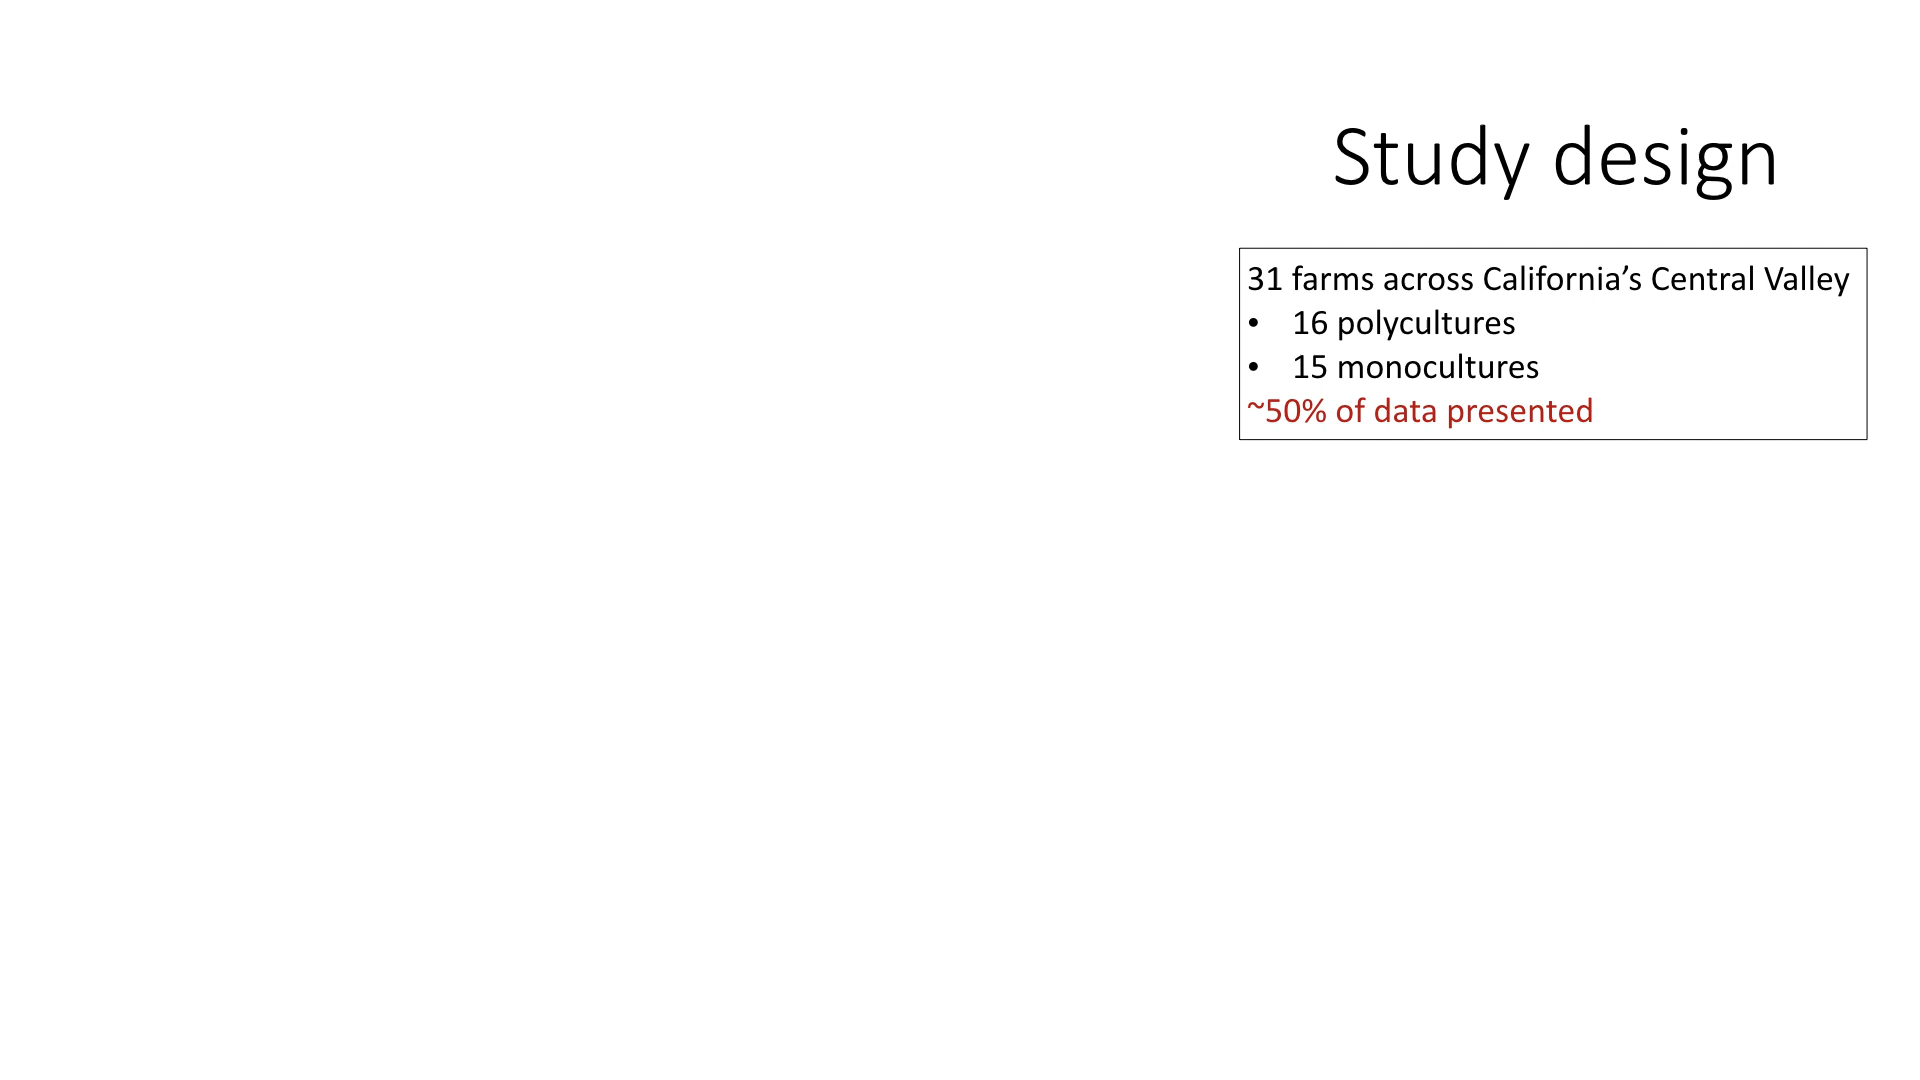 Study design
31 farms across California’s Central Valley
• 16 polycultures
• 15 monocultures
~50% of data presented